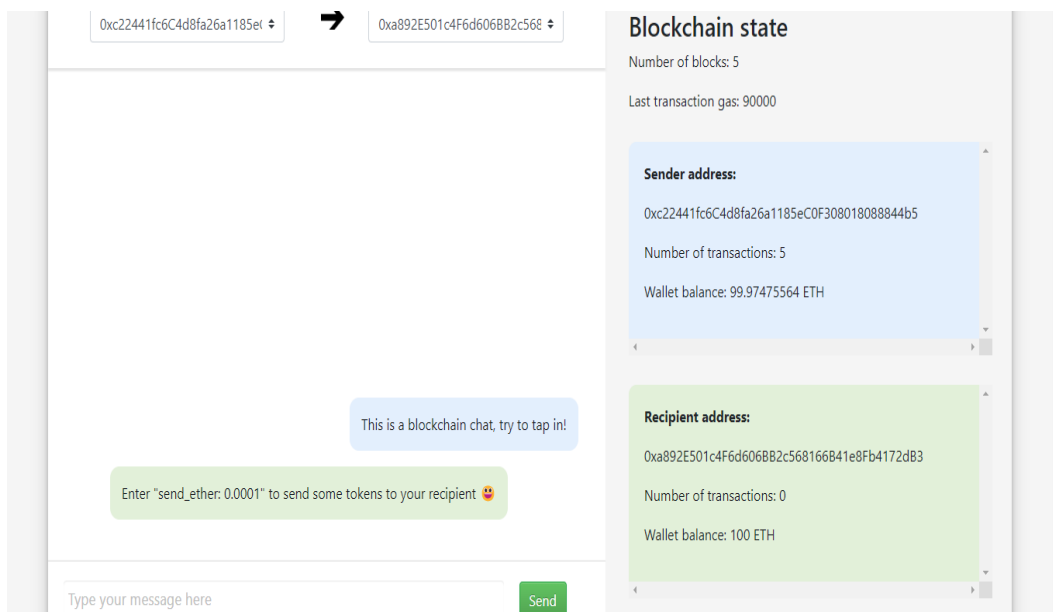 0xc22441fc6C4d8fa26a1185e(
➔
0xa892E501c4F6d606BB2c568
This is a blockchain chat, try to tap in!
Enter "send_ether: 0.0001" to send some tokens to your recipient 😃
Type your message here
Send
Blockchain state
Number of blocks: 5
Last transaction gas: 90000
Sender address:
0xc22441fc6C4d8fa26a1185eC0F308018088844b5
Number of transactions: 5
Wallet balance: 99.97475564 ETH
Recipient address:
0xa892E501c4F6d606BB2c568166B41e8Fb4172dB3
Number of transactions: 0
Wallet balance: 100 ETH